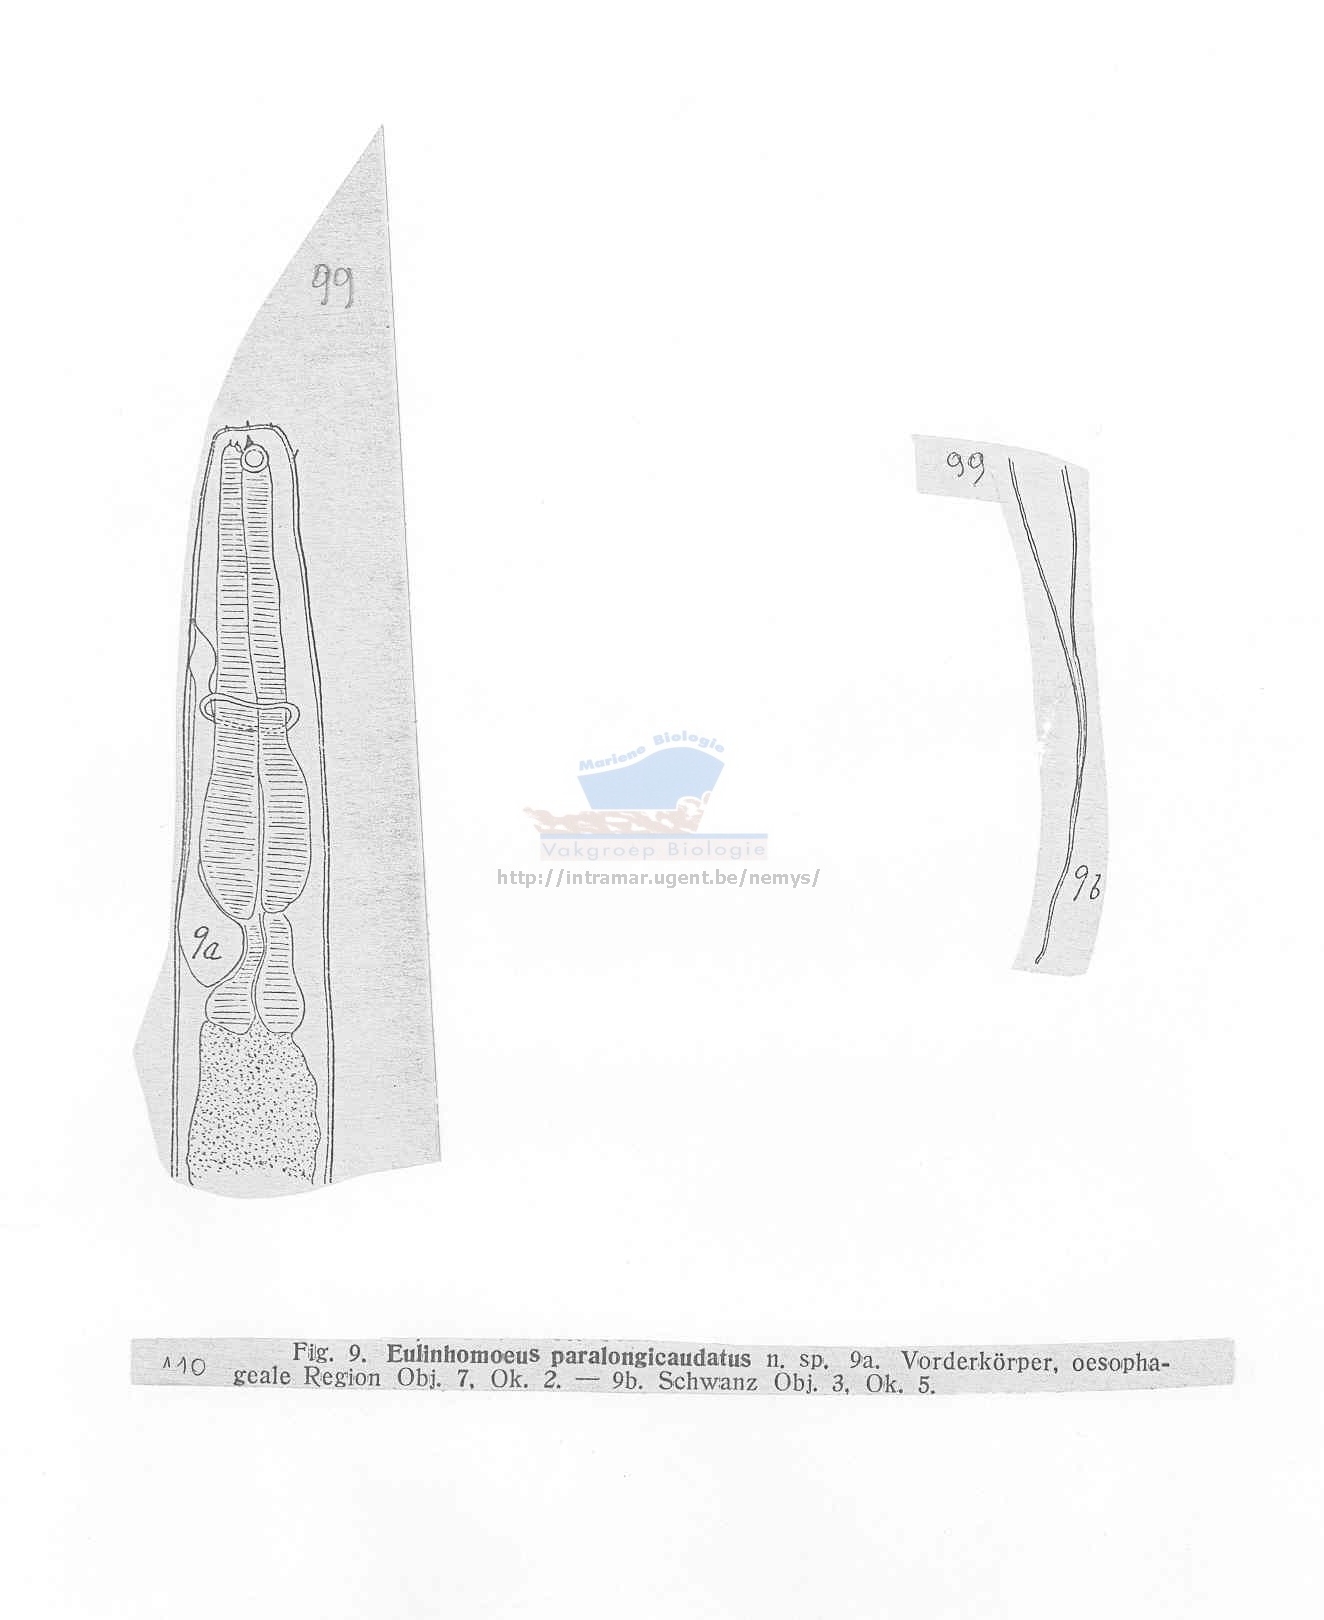 99
99
Mariene Biologie
Vakgroep Biologie
http://intramar.ugent.be/nemys/
9b
9a
110
Fig. 9. Eulinhomoeus paralongicaudatus n. sp. 9a. Vorderkörper, oesopha-
geale Region Obj. 7, Ok. 2. — 9b. Schwanz Obj. 3, Ok. 5.